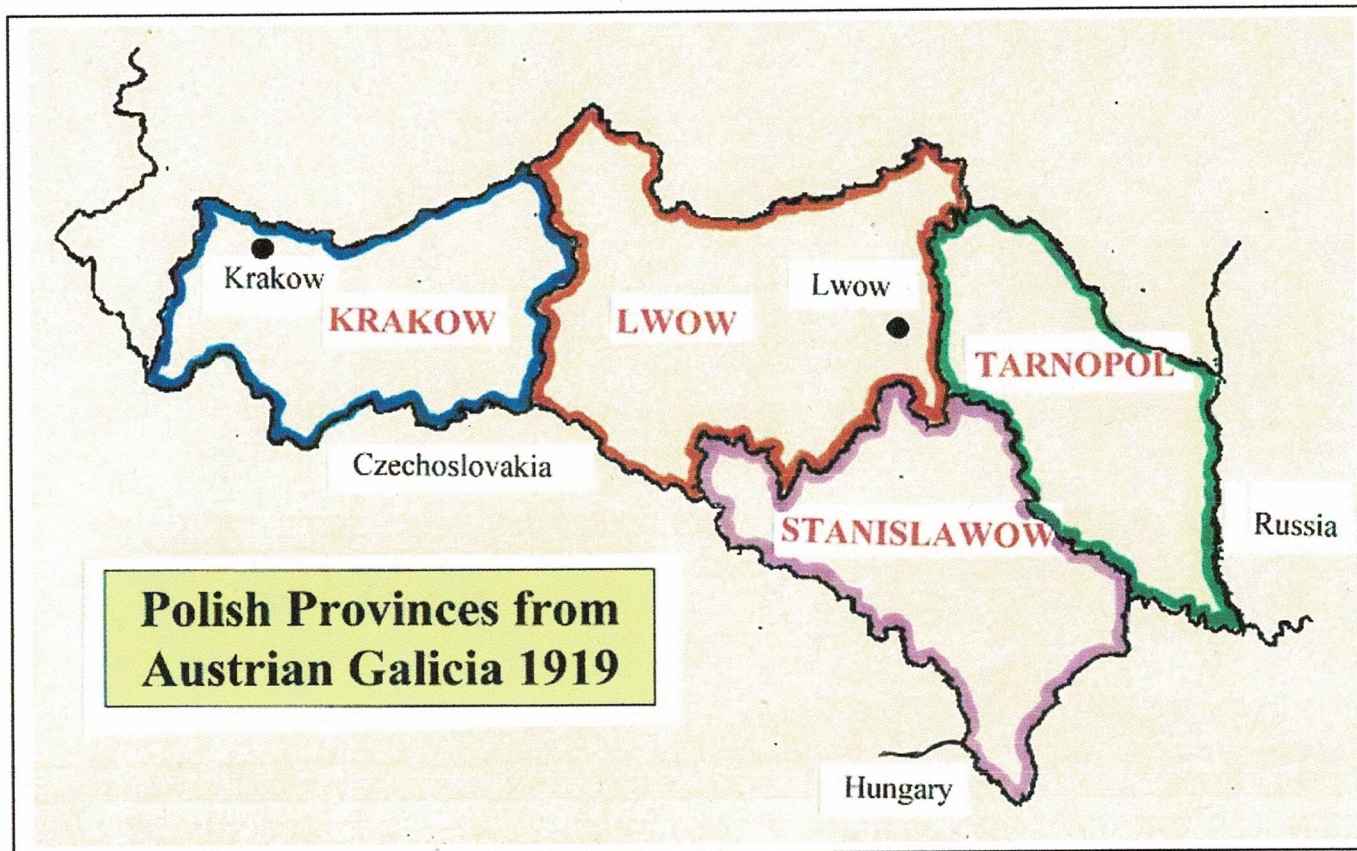 Krakow
KRAKOW
Lwow
LWOW
TARNOPOL
Czechoslovakia
STANISLAWOW
Russia
Polish Provinces from
Austrian Galicia 1919
Hungary